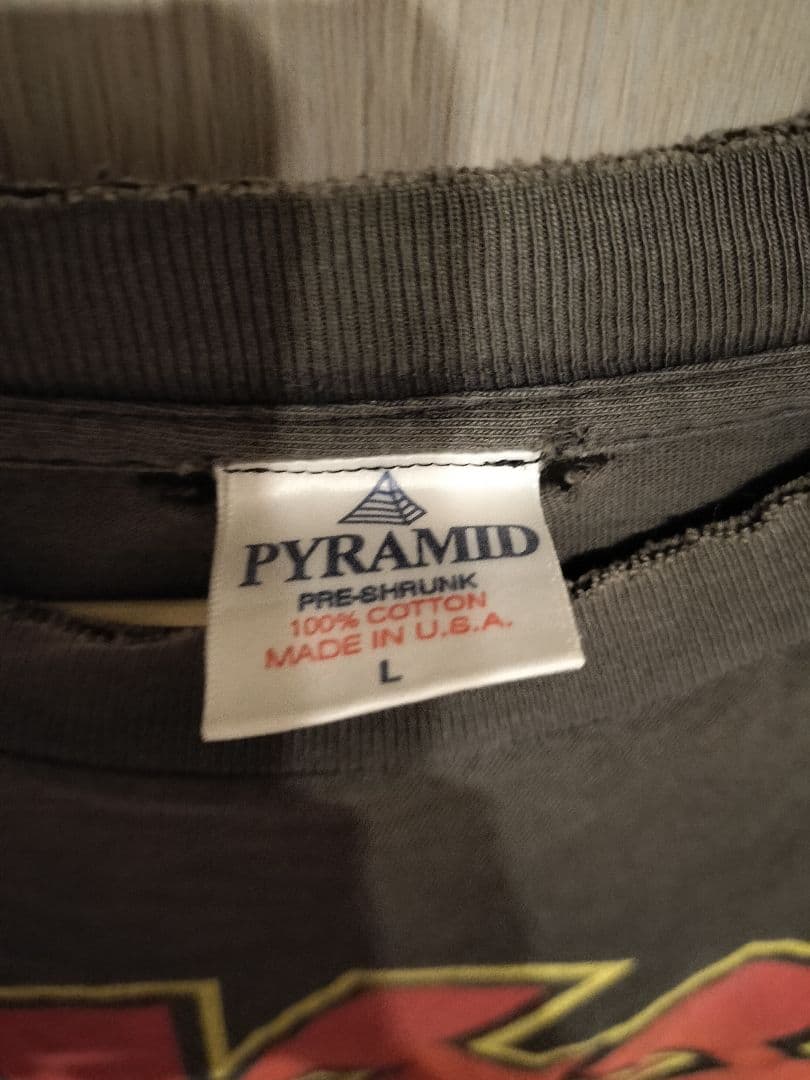 PYRAMID
PRE-SHRUNK
100% COTTON
MADE IN U.S.A.
L